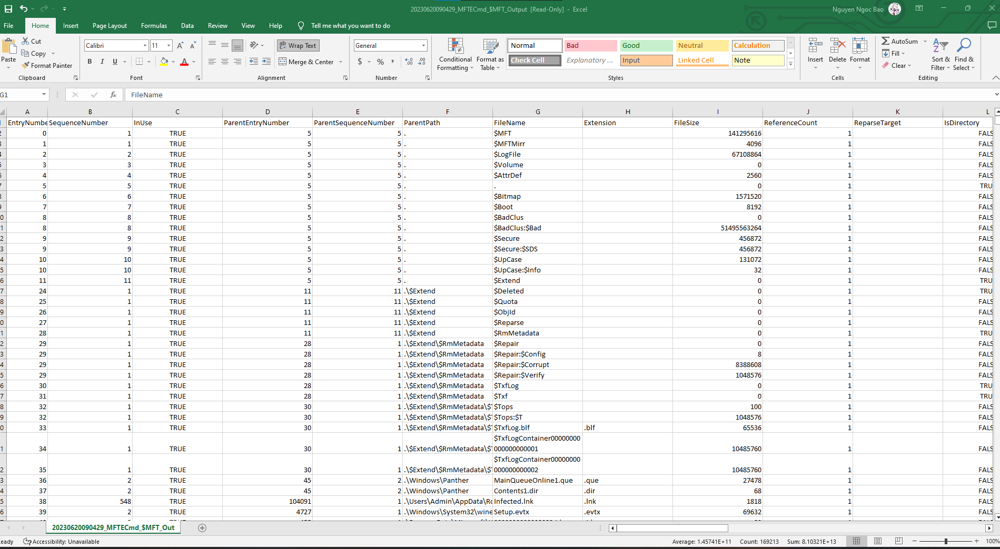 20230620090429_MFTECmd_$MFT_Output [Read-Only] - Excel
Nguyen Ngoc Bao
File Home Insert Page Layout Formulas Data Review View Help Tell me what you want to do
Paste
Cut
Copy
Format Painter
Clipboard
Calibri 11
B I U
Font
Wrap Text
Merge & Center
Alignment
General
$ % ,
Number
Conditional Formatting
Format as Table
Normal Bad Good Neutral Calculation
Check Cell Explanatory ... Input Linked Cell Note
Styles
Insert Delete Format
Cells
AutoSum
Fill
Clear
Sort & Filter
Find & Select
Editing
G1 fx FileName
A B C D E F G H I J K L
SequenceNumber InUse ParentEntryNumber ParentSequenceNumber ParentPath FileName Extension FileSize ReferenceCount ReparseTarget IsDirectory
0 1 TRUE 5 5 . $MFT 141295616 1 FALS
1 1 TRUE 5 5 . $MFTMirr 4096 1 FALS
2 2 TRUE 5 5 . $LogFile 67108864 1 FALS
3 3 TRUE 5 5 . $Volume 0 1 FALS
4 4 TRUE 5 5 . $AttrDef 2560 1 FALS
5 5 TRUE 5 5 . . 0 1 TRU
6 6 TRUE 5 5 . $Bitmap 1571520 1 FALS
7 7 TRUE 5 5 . $Boot 8192 1 FALS
8 8 TRUE 5 5 . $BadClus 0 1 FALS
8 8 TRUE 5 5 . $BadClus:$Bad 51495563264 1 FALS
9 9 TRUE 5 5 . $Secure 456872 1 FALS
9 9 TRUE 5 5 . $Secure:$SDS 456872 1 FALS
10 10 TRUE 5 5 . $UpCase 131072 1 FALS
10 10 TRUE 5 5 . $UpCase:$Info 32 1 FALS
11 11 TRUE 5 5 . $Extend 0 1 TRU
24 1 TRUE 11 11 .\$Extend $Deleted 0 1 TRU
25 1 TRUE 11 11 .\$Extend $Quota 0 1 FALS
26 1 TRUE 11 11 .\$Extend $ObjId 0 1 FALS
27 1 TRUE 11 11 .\$Extend $Reparse 0 1 FALS
28 1 TRUE 11 11 .\$Extend $RmMetadata 0 1 TRU
29 1 TRUE 28 1 .\$Extend\$RmMetadata $Repair 0 1 FALS
29 1 TRUE 28 1 .\$Extend\$RmMetadata $Repair:$Config 8 1 FALS
29 1 TRUE 28 1 .\$Extend\$RmMetadata $Repair:$Corrupt 8388608 1 FALS
29 1 TRUE 28 1 .\$Extend\$RmMetadata $Repair:$Verify 1048576 1 FALS
30 1 TRUE 28 1 .\$Extend\$RmMetadata $TxfLog 0 1 TRU
31 1 TRUE 28 1 .\$Extend\$RmMetadata $Txf 0 1 TRU
32 1 TRUE 30 1 .\$Extend\$RmMetadata\$ $Tops 100 1 FALS
32 1 TRUE 30 1 .\$Extend\$RmMetadata\$ $Tops:$T 1048576 1 FALS
33 1 TRUE 30 1 .\$Extend\$RmMetadata\$ $TxfLog.blf .blf 65536 1 FALS
$TxfLogContainer00000000
34 1 TRUE 30 1 .\$Extend\$RmMetadata\$ 000000000001 10485760 1 FALS
$TxfLogContainer00000000
35 1 TRUE 30 1 .\$Extend\$RmMetadata\$ 000000000002 10485760 1 FALS
36 2 TRUE 45 2 .\Windows\Panther MainQueueOnline1.que .que 27478 1 FALS
37 2 TRUE 45 2 .\Windows\Panther Contents1.dir .dir 68 1 FALS
38 548 TRUE 104091 1 .\Users\Admin\AppData\Ro Infected.lnk .lnk 1818 1 FALS
39 2 TRUE 4727 1 .\Windows\System32\wine Setup.evtx .evtx 69632 1 FALS
20230620090429_MFTECmd_$MFT_Out
eady Accessibility: Unavailable Average: 1.45741E+11 Count: 169213 Sum: 8.10321E+13 100%